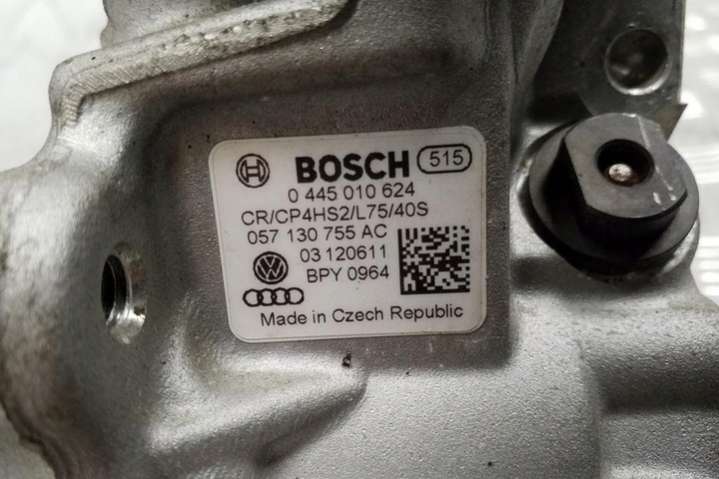 BOSCH 515
0 445 010 624
CR/CP4HS2/L75/40S
057 130 755 AC
03 120611
BPY 0964
Made in Czech Republic